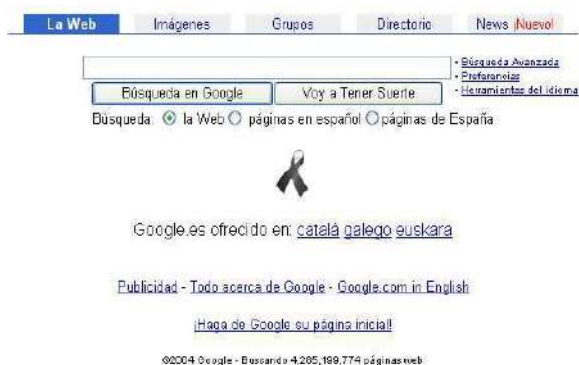 La Web Imágenes Grupos Directorio News ¡Nuevo!
· Búsqueda Avanzada
· Preferencias
· Herramientas del idioma
Búsqueda en Google Voy a Tener Suerte
Búsqueda: la Web páginas en español páginas de España
Google.es ofrecido en: català galego euskara
Publicidad - Todo acerca de Google - Google.com in English
¡Haga de Google su página inicial!
©2004 Google - Buscando 4,285,199,774 páginas web